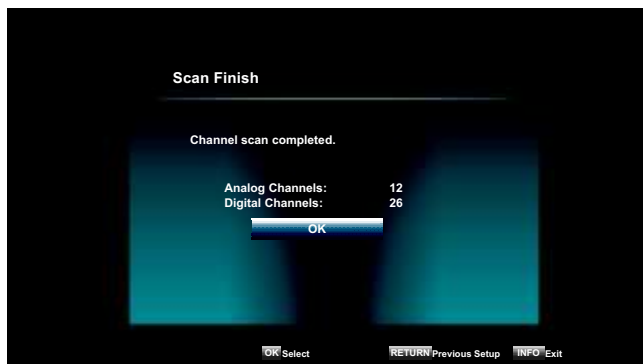 Scan Finish
Channel scan completed.
Analog Channels: 12
Digital Channels: 26
OK
OK Select RETURN Previous Setup INFO Exit